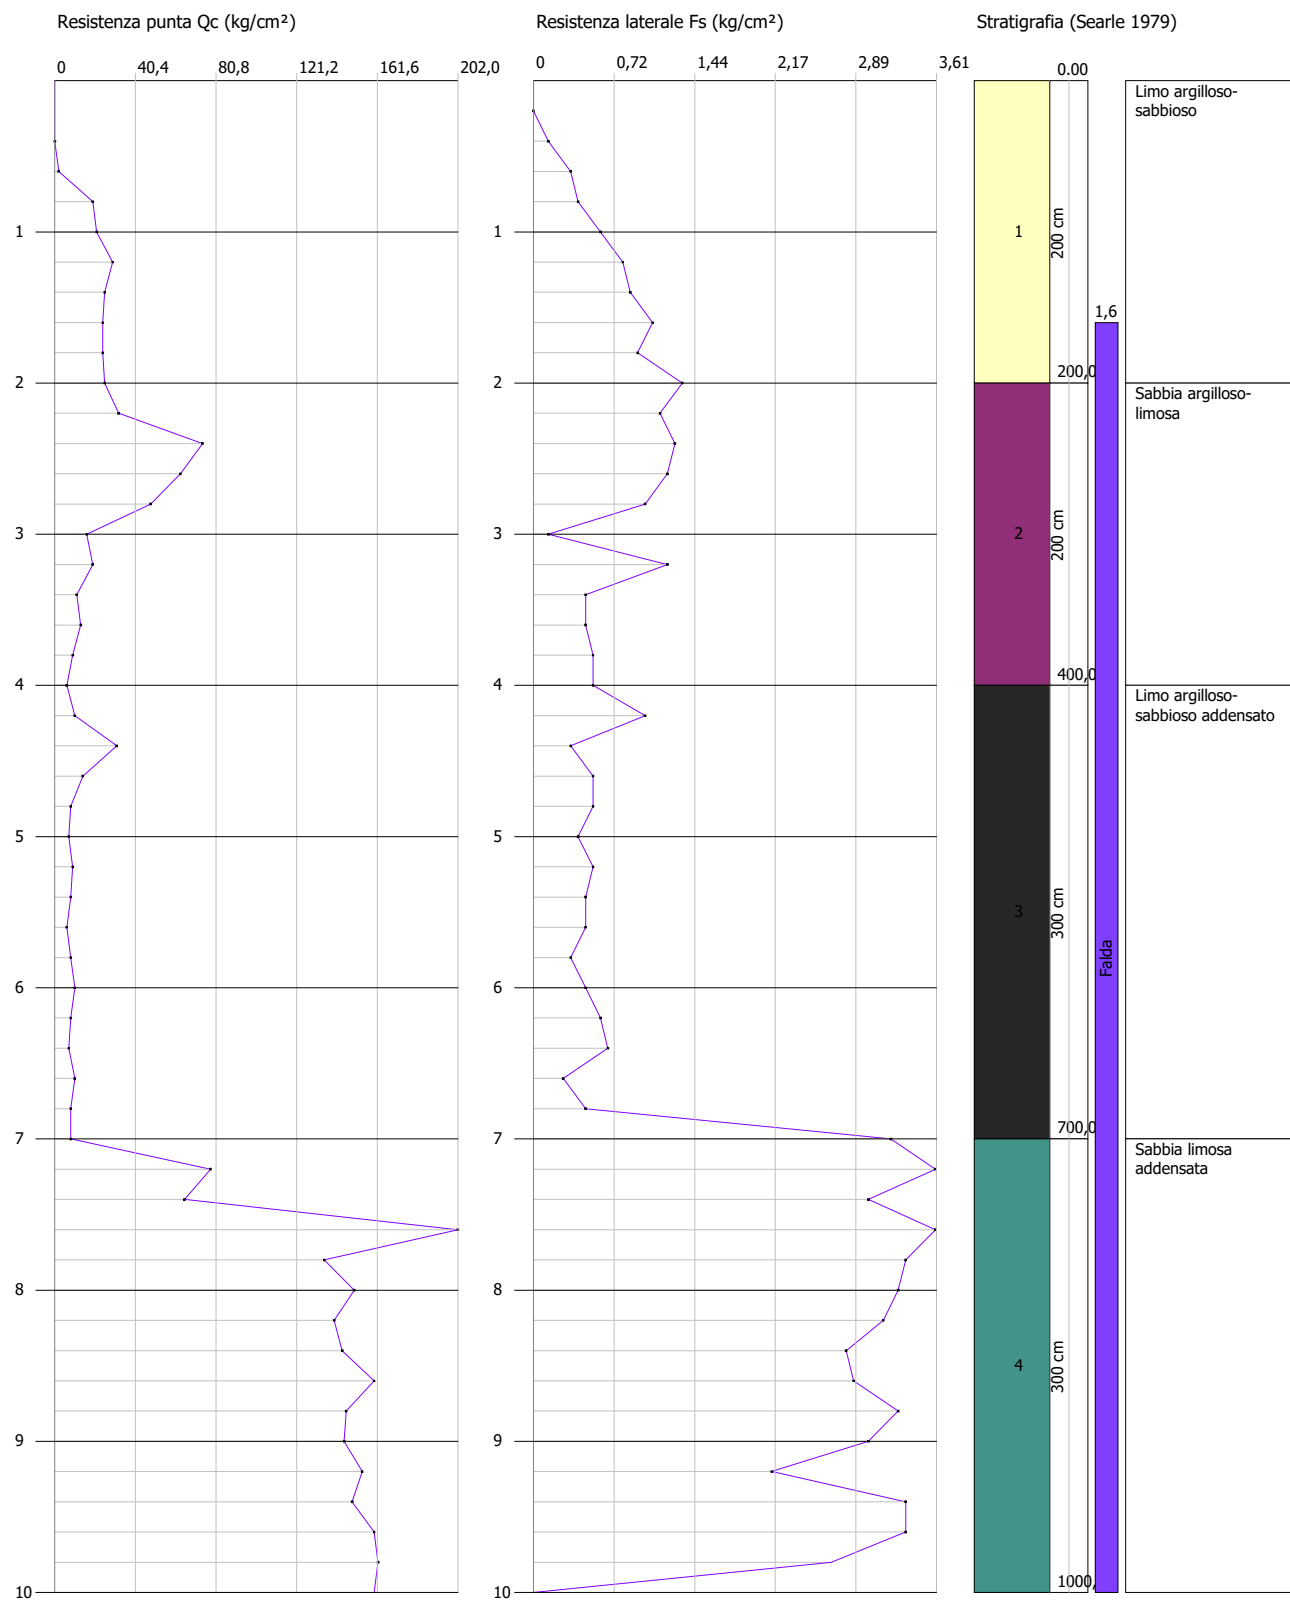 Resistenza punta Qc (kg/cm²)
Resistenza laterale Fs (kg/cm²)
Stratigrafia (Searle 1979)
0 40,4 80,8 121,2 161,6 202,0
0 0,72 1,44 2,17 2,89 3,61
0.00
1
2
3
4
5
6
7
8
9
10
1
2
3
4
5
6
7
8
9
10
1
200 cm
200,0
2
200 cm
400,0
3
300 cm
700,0
4
300 cm
1000,
1,6
Falda
Limo argilloso-
sabbioso
Sabbia argilloso-
limosa
Limo argilloso-
sabbioso addensato
Sabbia limosa
addensata